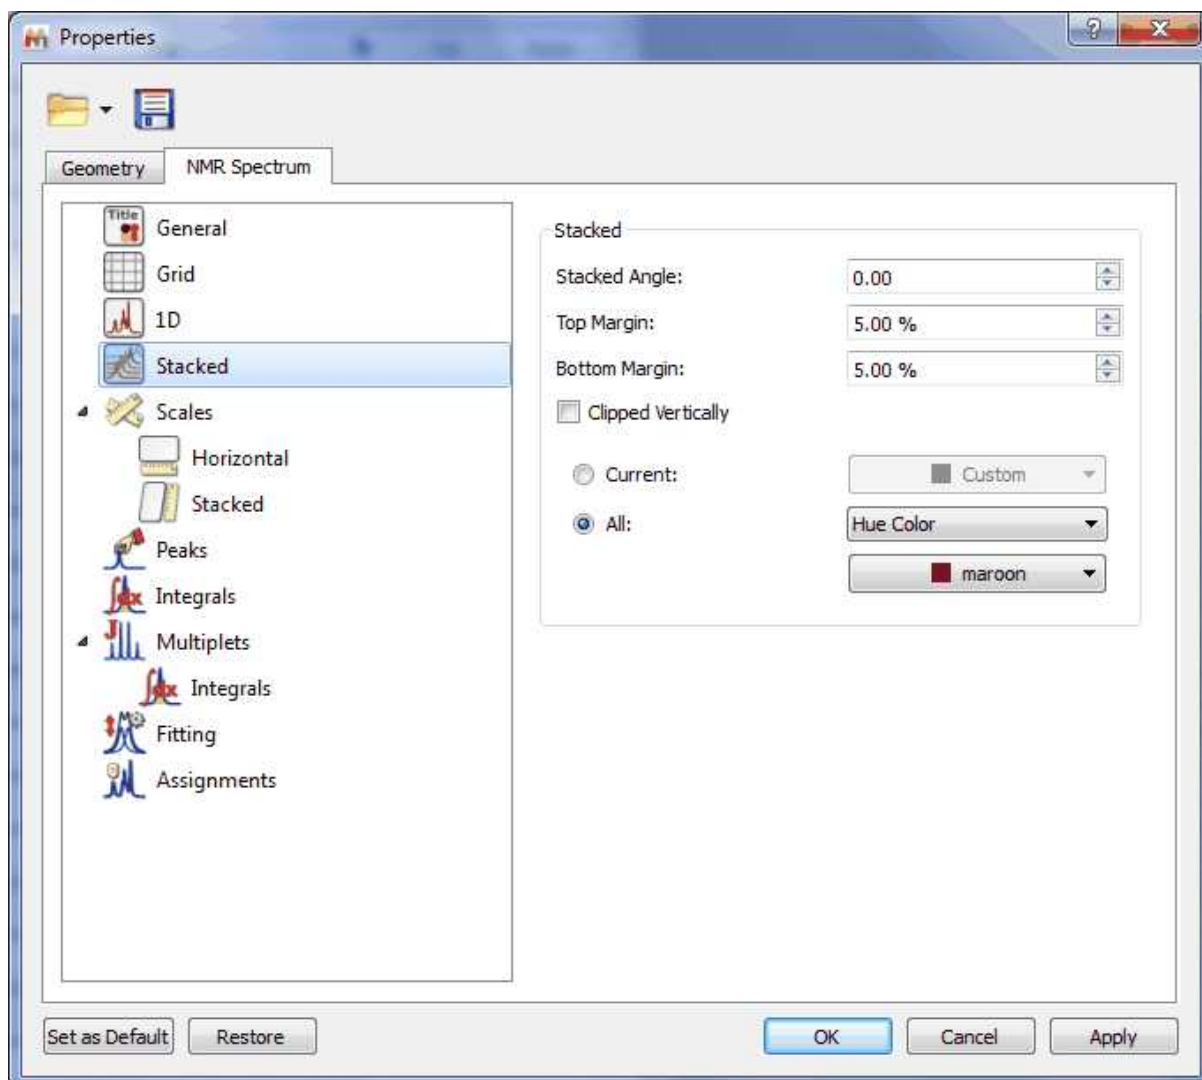 Properties
Geometry
NMR Spectrum
Title
General
Grid
1D
Stacked
Scales
Horizontal
Stacked
Peaks
Integrals
Multiplets
Integrals
Fitting
Assignments
Stacked
Stacked Angle: 0.00
Top Margin: 5.00 %
Bottom Margin: 5.00 %
Clipped Vertically
Current: Custom
All: Hue Color
maroon
Set as Default
Restore
OK
Cancel
Apply